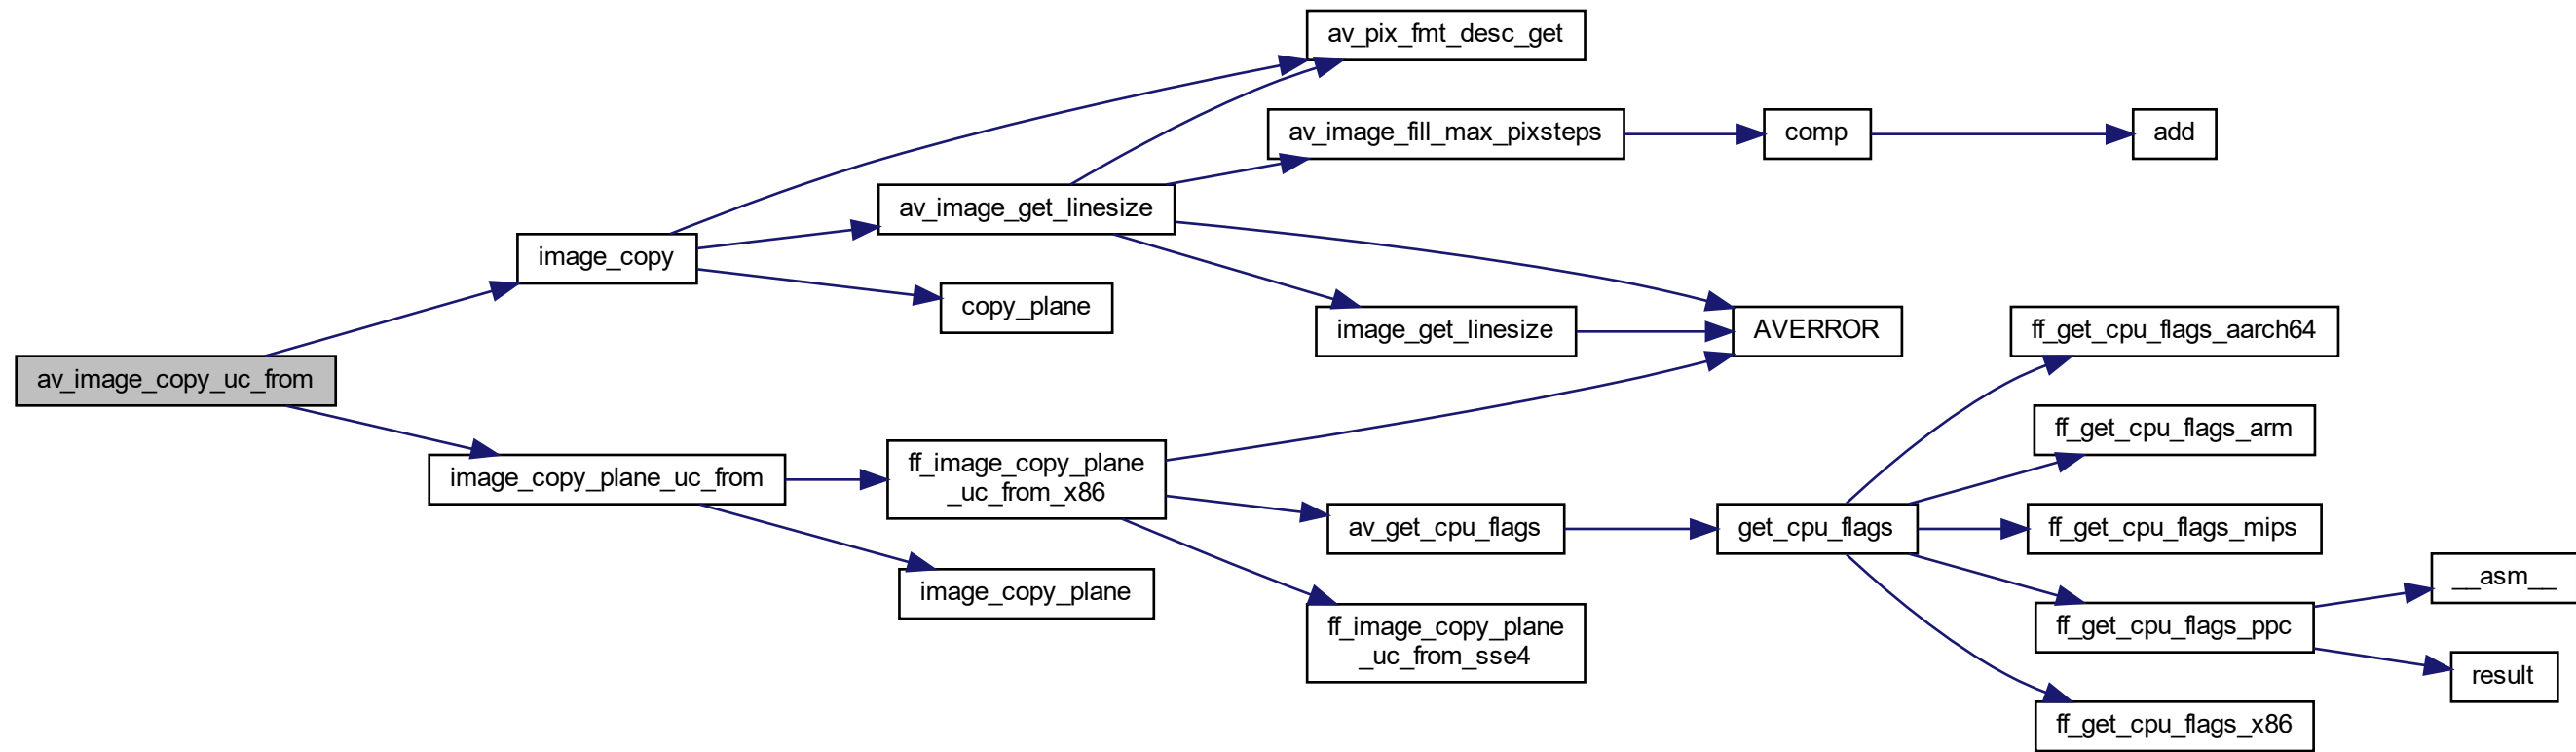 av_pix_fmt_desc_get
av_image_fill_max_pixsteps
comp
add
av_image_get_linesize
image_copy
copy_plane
image_get_linesize
AVERROR
ff_get_cpu_flags_aarch64
av_image_copy_uc_from
ff_get_cpu_flags_arm
image_copy_plane_uc_from
ff_image_copy_plane
_uc_from_x86
av_get_cpu_flags
get_cpu_flags
ff_get_cpu_flags_mips
image_copy_plane
__asm__
ff_image_copy_plane
_uc_from_sse4
ff_get_cpu_flags_ppc
result
ff_get_cpu_flags_x86